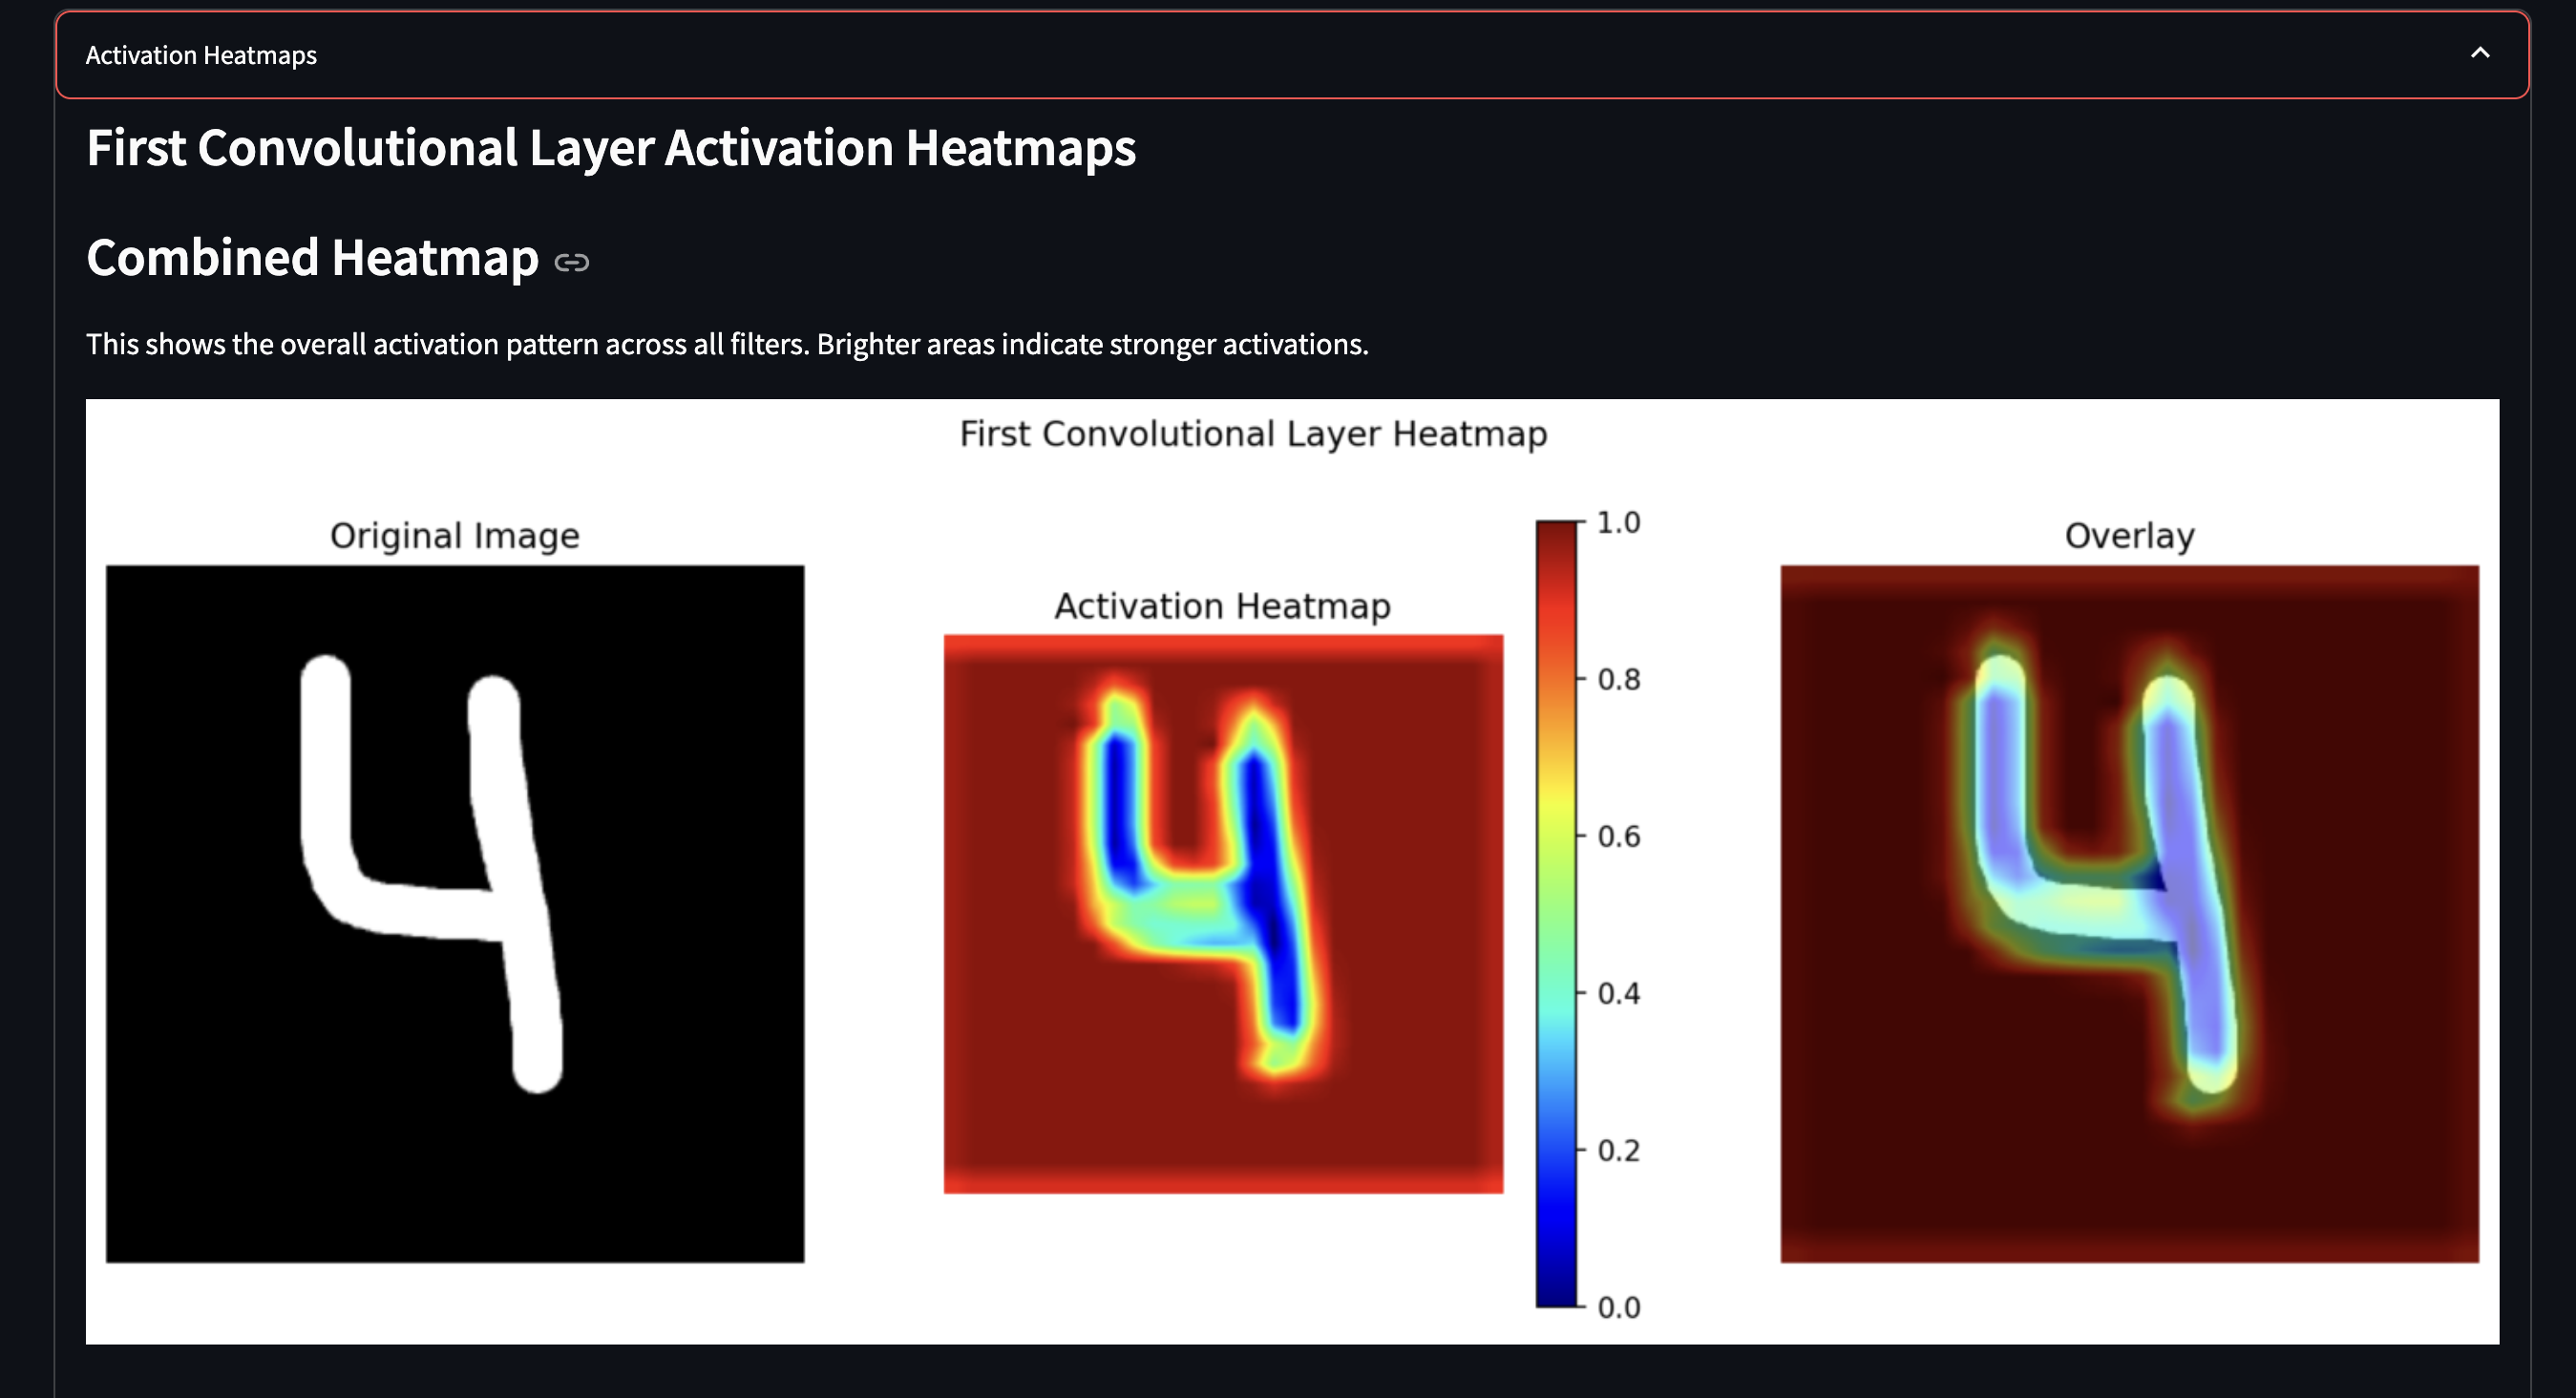 Activation Heatmaps
First Convolutional Layer Activation Heatmaps
Combined Heatmap
This shows the overall activation pattern across all filters. Brighter areas indicate stronger activations.
First Convolutional Layer Heatmap
Original Image
Activation Heatmap
Overlay
1.0
0.8
0.6
0.4
0.2
0.0
4